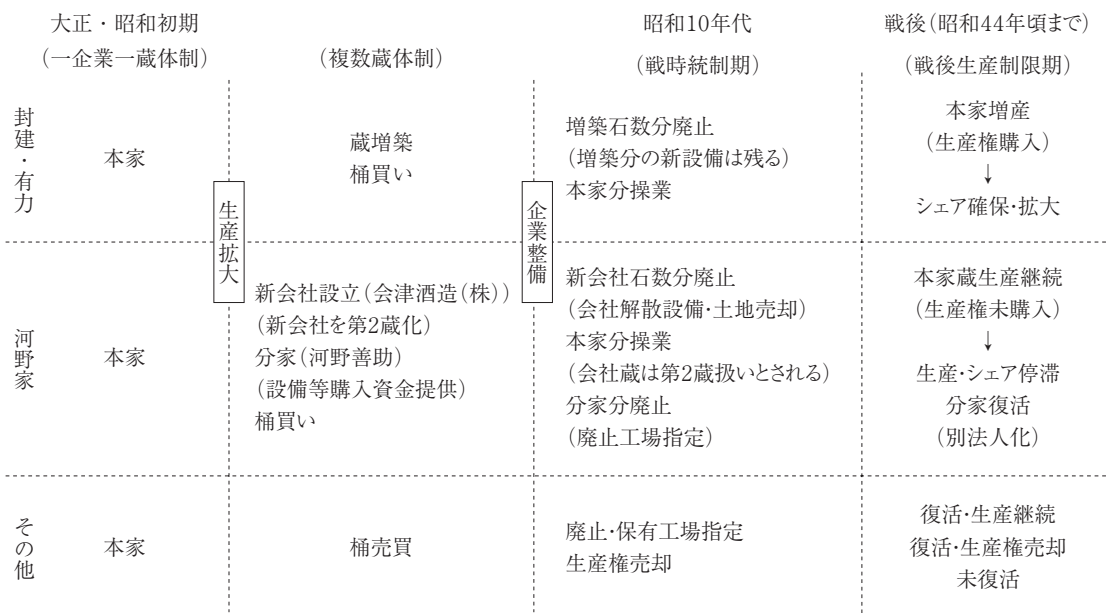 大正・昭和初期
(一企業一蔵体制)
(複数蔵体制)
昭和10年代
(戦時統制期)
戦後(昭和44年頃まで)
(戦後生産制限期)
封建・有力
本家
生産拡大
蔵増築
桶買い
企業整備
増築石数分廃止
(増築分の新設備は残る)
本家分操業
本家増産
(生産権購入)
↓
シェア確保・拡大
河野家
本家
新会社設立(会津酒造(株))
(新会社を第2蔵化)
分家(河野善助)
(設備等購入資金提供)
桶買い
新会社石数分廃止
(会社解散設備・土地売却)
本家分操業
(会社蔵は第2蔵扱いとされる)
分家分廃止
(廃止工場指定)
本家蔵生産継続
(生産権未購入)
↓
生産・シェア停滞
分家復活
(別法人化)
その他
本家
桶売買
廃止・保有工場指定
生産権売却
復活・生産継続
復活・生産権売却
未復活